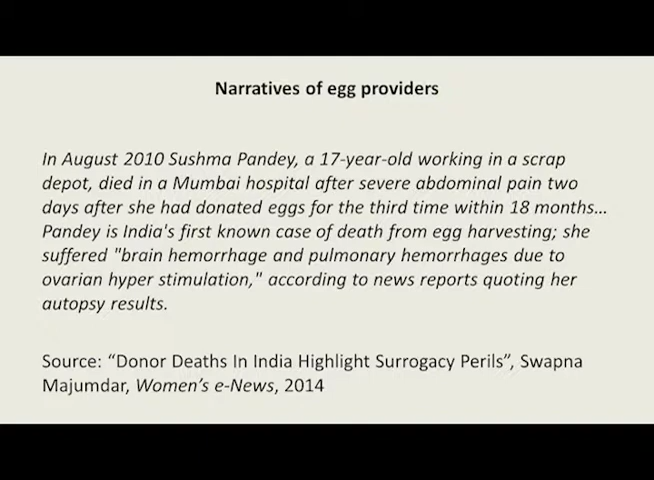 Narratives of egg providers
In August 2010 Sushma Pandey, a 17-year-old working in a scrap
depot, died in a Mumbai hospital after severe abdominal pain two
days after she had donated eggs for the third time within 18 months...
Pandey is India's first known case of death from egg harvesting; she
suffered "brain hemorrhage and pulmonary hemorrhages due to
ovarian hyper stimulation," according to news reports quoting her
autopsy results.
Source: “Donor Deaths In India Highlight Surrogacy Perils”, Swapna
Majumdar, Women’s e-News, 2014